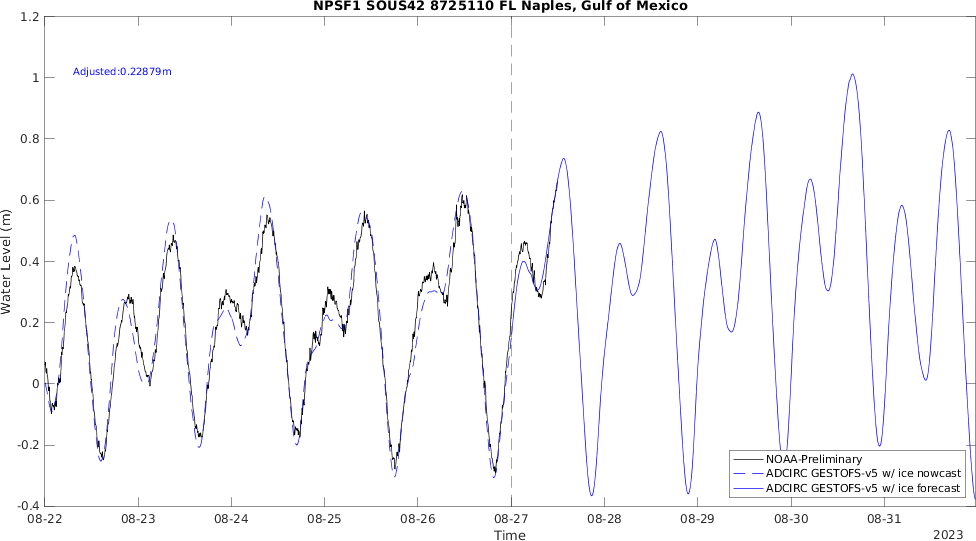 NPSF1 SOUS42 8725110 FL Naples, Gulf of Mexico
Adjusted:0.22879m
Water Level (m)
1.2
1
0.8
0.6
0.4
0.2
0
-0.2
-0.4
NOAA-Preliminary
ADCIRC GESTOFS-v5 w/ ice nowcast
ADCIRC GESTOFS-v5 w/ ice forecast
08-22 08-23 08-24 08-25 08-26 08-27 08-28 08-29 08-30 08-31
Time
2023